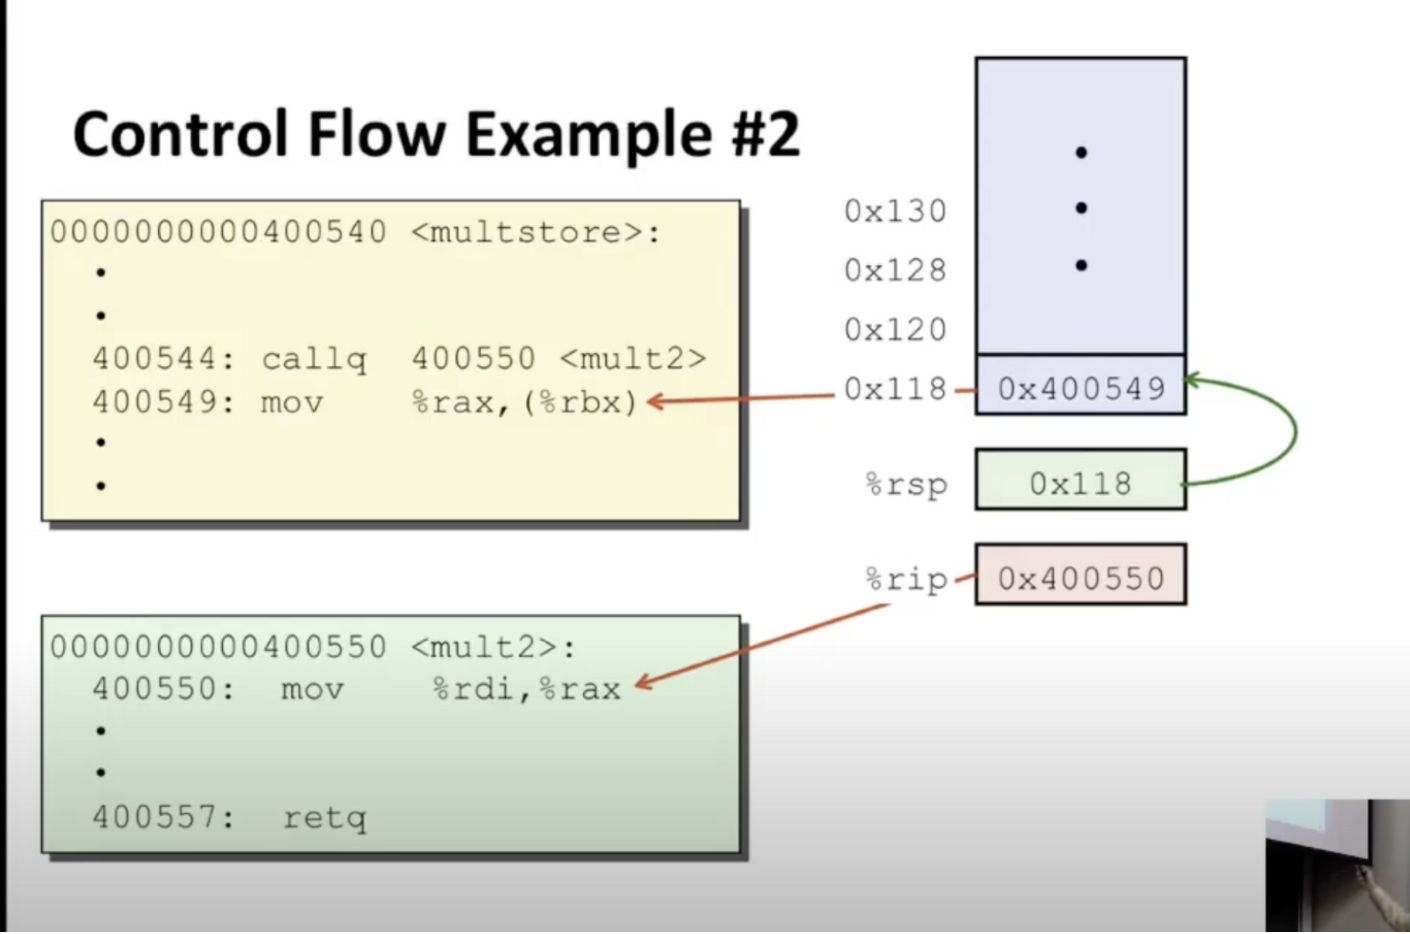 Control Flow Example #2
0000000000400540 <multstore>:
•
•
400544: callq 400550 <mult2>
400549: mov %rax,(%rbx)
•
•
0000000000400550 <mult2>:
400550: mov %rdi,%rax
•
•
400557: retq
•
•
•
0x130
0x128
0x120
0x118 0x400549
%rsp 0x118
%rip 0x400550